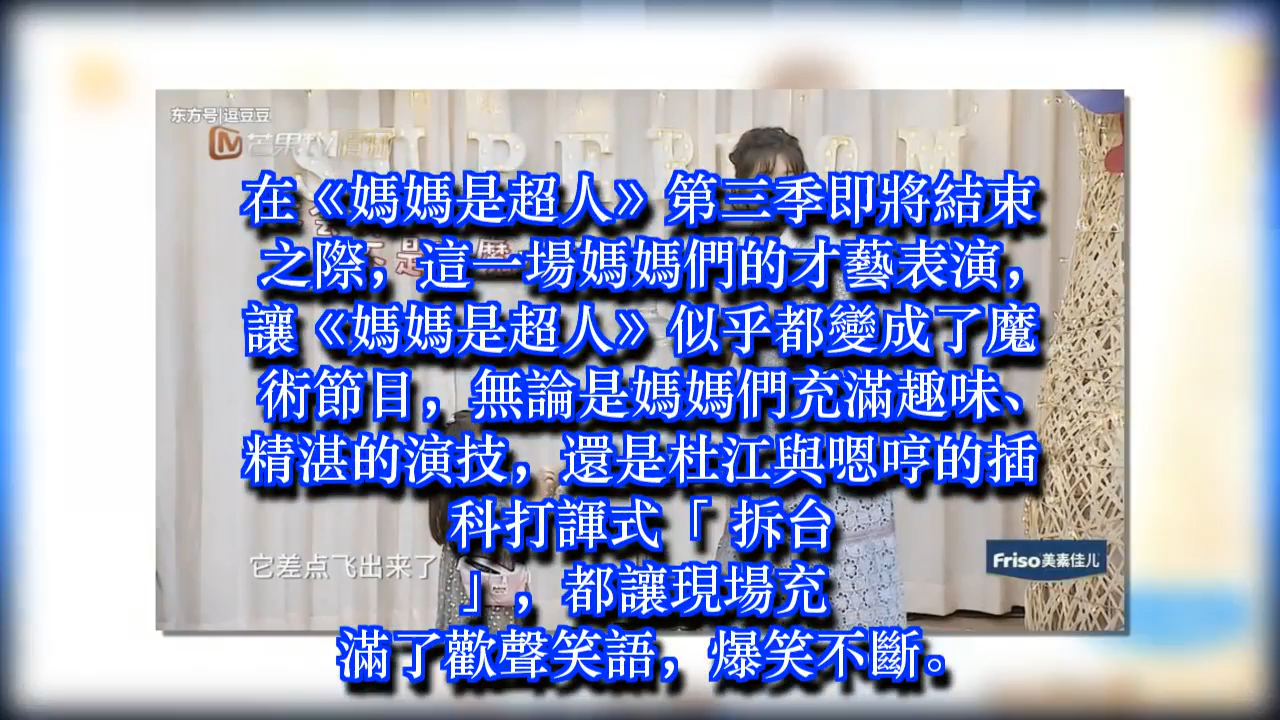 东方号|逗豆豆
芒果TV
SUPER MOM
在《媽媽是超人》第三季即將結束
之際，這一場媽媽們的才藝表演，
讓《媽媽是超人》似乎都變成了魔
術節目，無論是媽媽們充滿趣味、
精湛的演技，還是杜江與嗯哼的插
科打諢式「 拆台
」，都讓現場充
滿了歡聲笑語，爆笑不斷。
它差点飞出来了
Friso美素佳儿